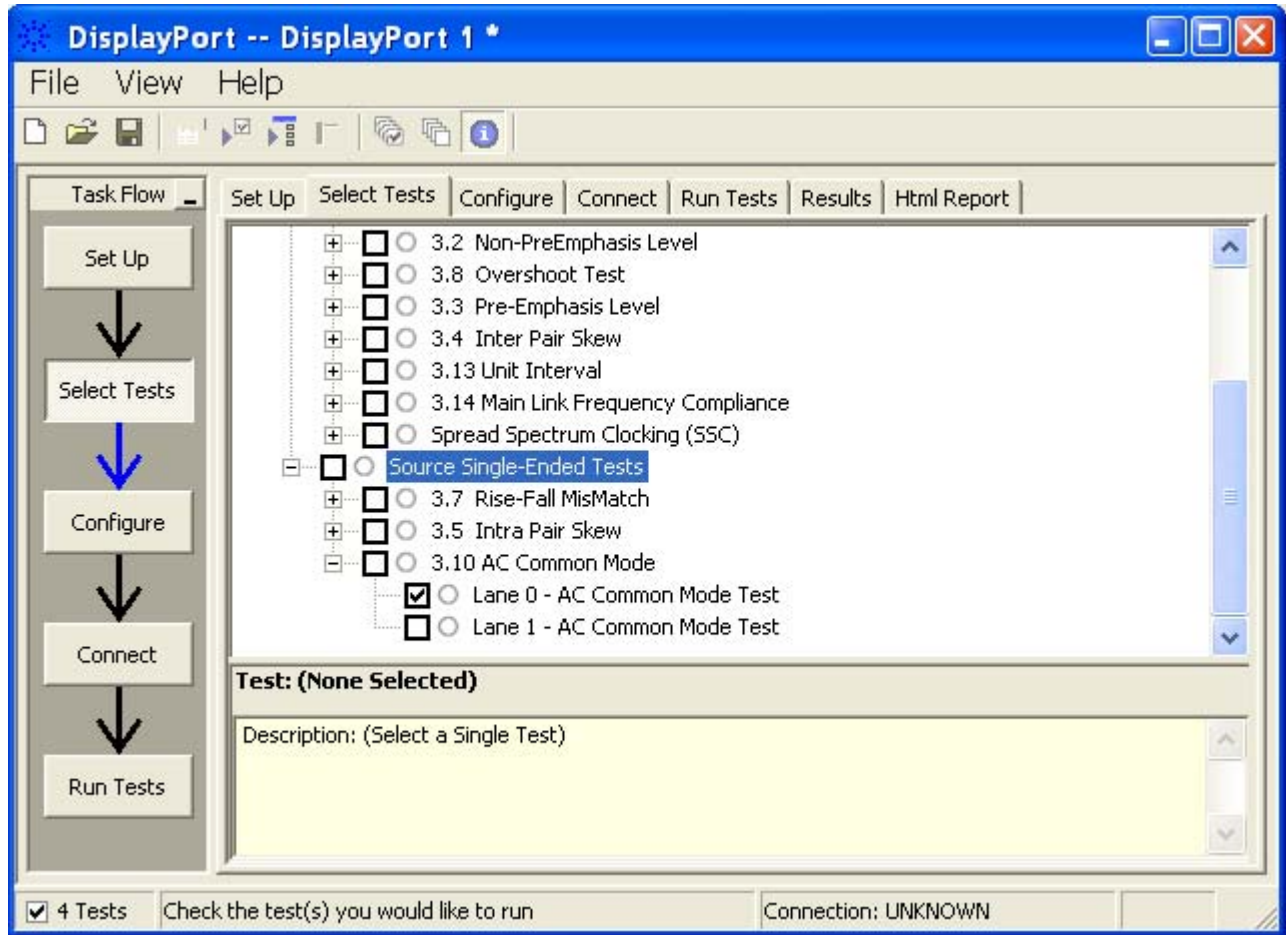 DisplayPort -- DisplayPort 1 *
File View Help
Task Flow
Set Up
Select Tests
Configure
Connect
Run Tests
Set Up Select Tests Configure Connect Run Tests Results Html Report
3.2 Non-PreEmphasis Level
3.8 Overshoot Test
3.3 Pre-Emphasis Level
3.4 Inter Pair Skew
3.13 Unit Interval
3.14 Main Link Frequency Compliance
Spread Spectrum Clocking (SSC)
Source Single-Ended Tests
3.7 Rise-Fall MisMatch
3.5 Intra Pair Skew
3.10 AC Common Mode
Lane 0 - AC Common Mode Test
Lane 1 - AC Common Mode Test
Test: (None Selected)
Description: (Select a Single Test)
4 Tests Check the test(s) you would like to run Connection: UNKNOWN